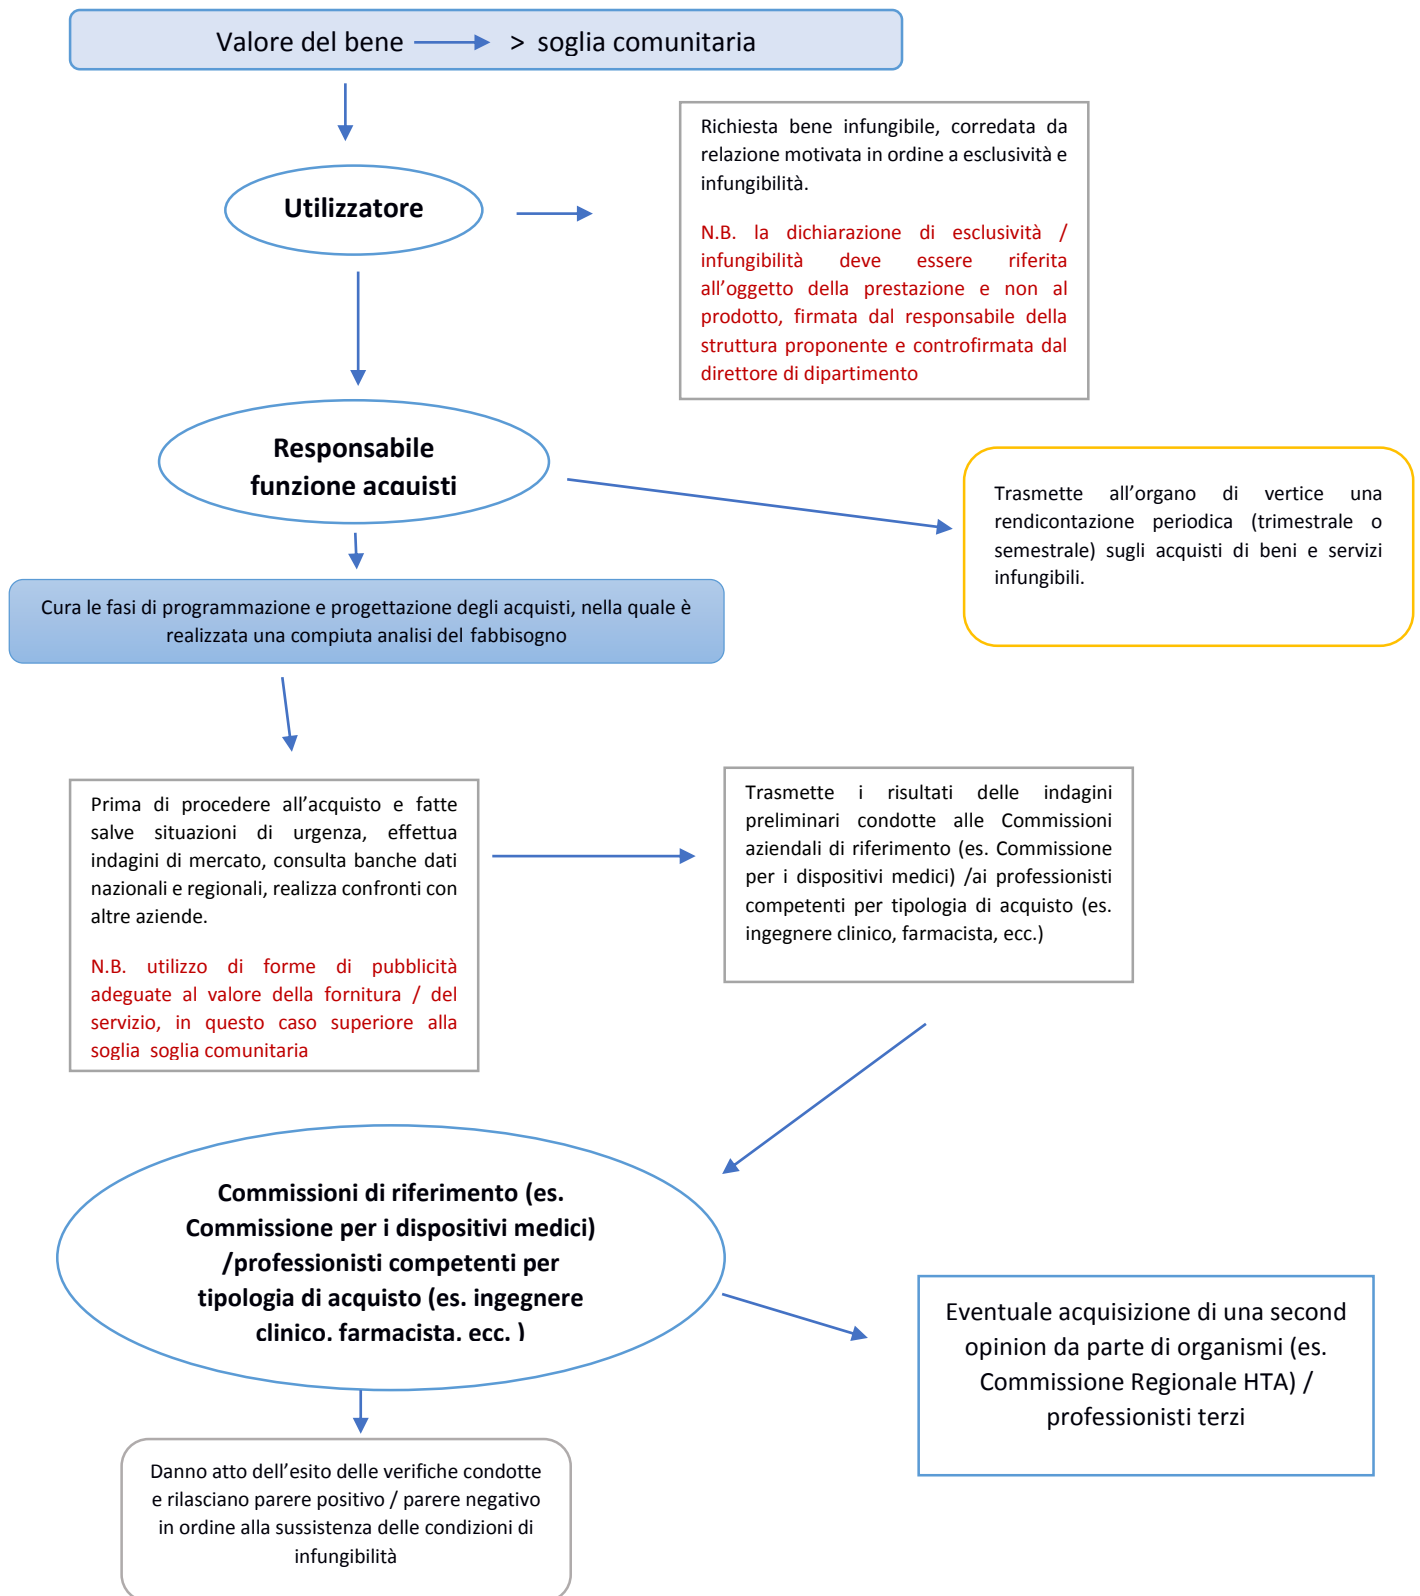 Valore del bene > soglia comunitaria
Utilizzatore
Richiesta bene infungibile, corredata da
relazione motivata in ordine a esclusività e
infungibilità.
N.B. la dichiarazione di esclusività /
infungibilità deve essere riferita
all’oggetto della prestazione e non al
prodotto, firmata dal responsabile della
struttura proponente e controfirmata dal
direttore di dipartimento
Responsabile
funzione acquisti
Trasmette all’organo di vertice una
rendicontazione periodica (trimestrale o
semestrale) sugli acquisti di beni e servizi
infungibili.
Cura le fasi di programmazione e progettazione degli acquisti, nella quale è
realizzata una compiuta analisi del fabbisogno
Prima di procedere all’acquisto e fatte
salve situazioni di urgenza, effettua
indagini di mercato, consulta banche dati
nazionali e regionali, realizza confronti con
altre aziende.
N.B. utilizzo di forme di pubblicità
adeguate al valore della fornitura / del
servizio, in questo caso superiore alla
soglia soglia comunitaria
Trasmette i risultati delle indagini
preliminari condotte alle Commissioni
aziendali di riferimento (es. Commissione
per i dispositivi medici) /ai professionisti
competenti per tipologia di acquisto (es.
ingegnere clinico, farmacista, ecc.)
Commissioni di riferimento (es.
Commissione per i dispositivi medici)
/professionisti competenti per
tipologia di acquisto (es. ingegnere
clinico, farmacista, ecc. )
Eventuale acquisizione di una second
opinion da parte di organismi (es.
Commissione Regionale HTA) /
professionisti terzi
Danno atto dell’esito delle verifiche condotte
e rilasciano parere positivo / parere negativo
in ordine alla sussistenza delle condizioni di
infungibilità